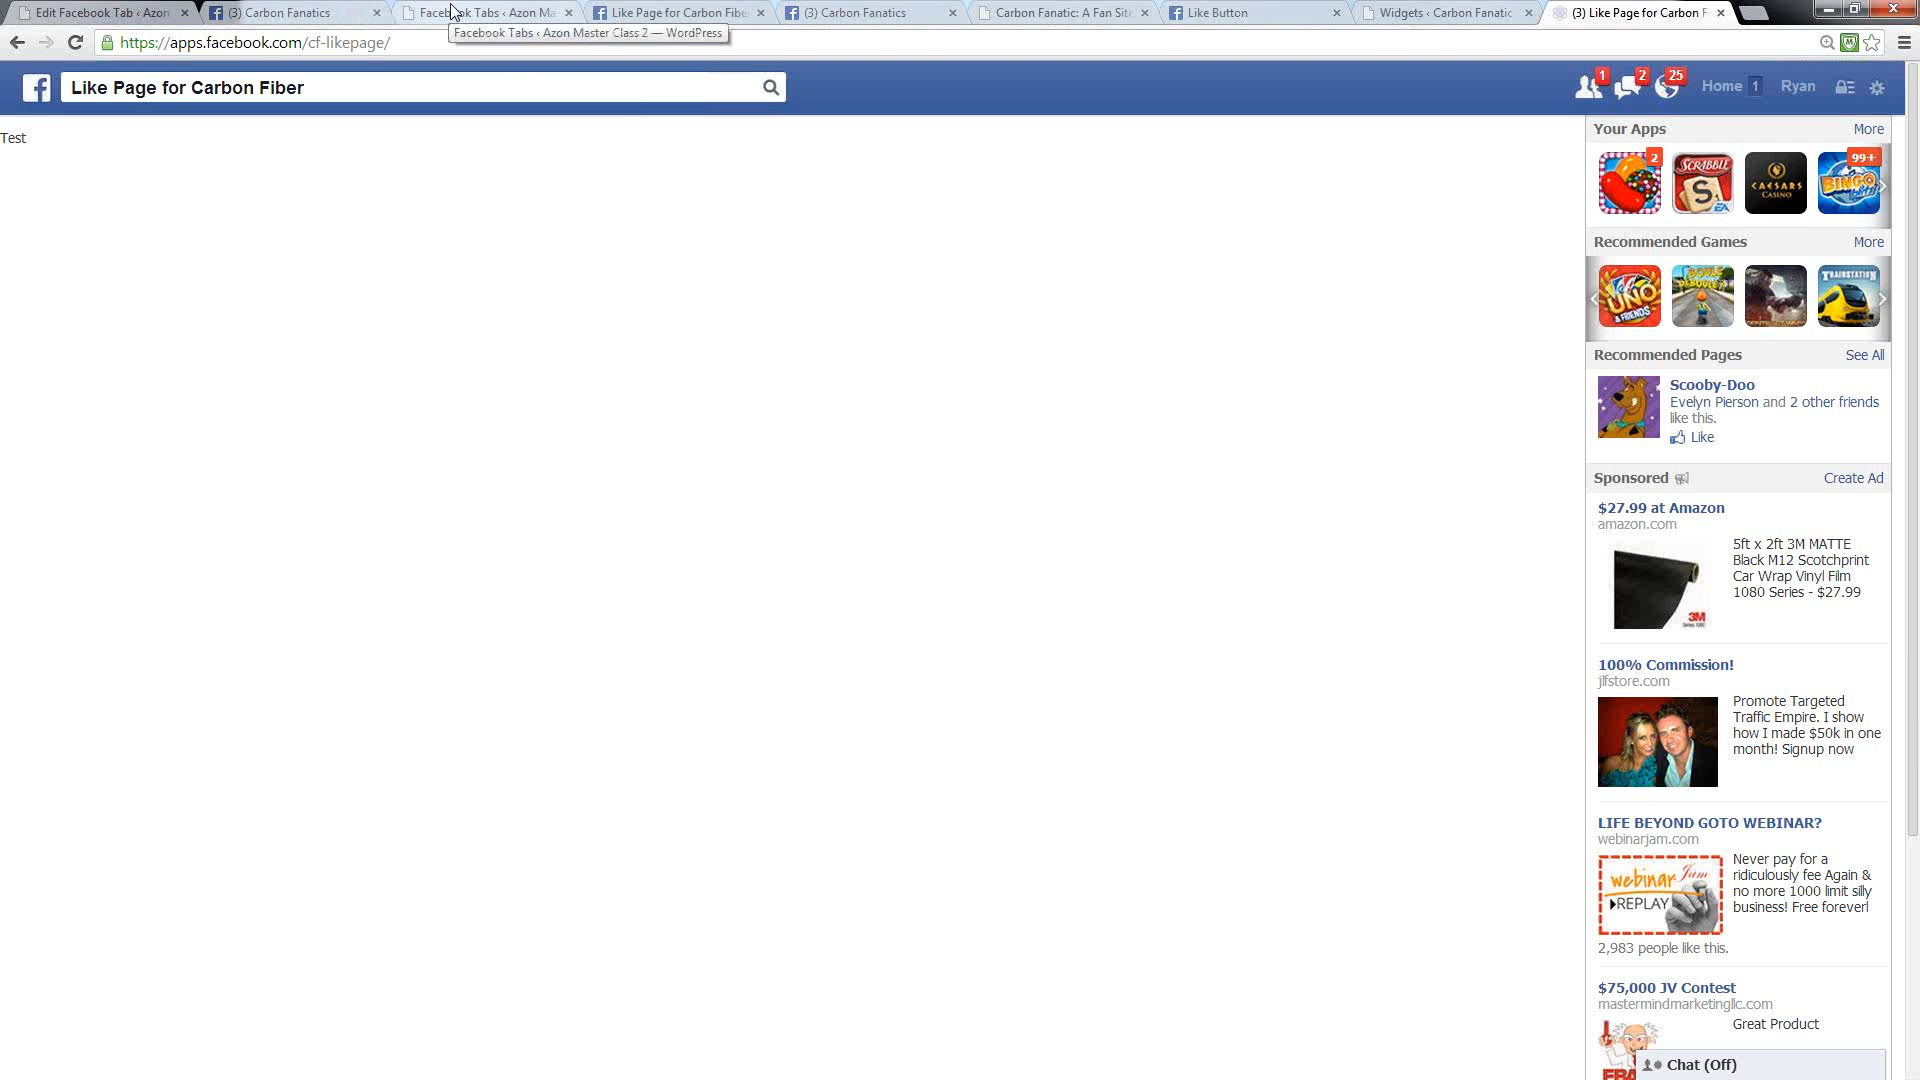 Edit Facebook Tab ‹ Azon
(3) Carbon Fanatics
Facebook Tabs ‹ Azon Ma
Like Page for Carbon Fibe
(3) Carbon Fanatics
Carbon Fanatic: A Fan Site
Like Button
Widgets ‹ Carbon Fanatic
(3) Like Page for Carbon F
https://apps.facebook.com/cf-likepage/
Facebook Tabs ‹ Azon Master Class 2 — WordPress
Like Page for Carbon Fiber
1
2
25
Home 1
Ryan
Test
Your Apps
More
2
SCRABBLE
S
EA
CAESARS
CASINO
99+
BINGO
Blitz
Recommended Games
More
UNO
& FRIENDS
TRAINSTATION
Recommended Pages
See All
Scooby-Doo
Evelyn Pierson and 2 other friends
like this.
Like
Sponsored
Create Ad
$27.99 at Amazon
amazon.com
5ft x 2ft 3M MATTE
Black M12 Scotchprint
Car Wrap Vinyl Film
1080 Series - $27.99
3M
100% Commission!
jlfstore.com
Promote Targeted
Traffic Empire. I show
how I made $50k in one
month! Signup now
LIFE BEYOND GOTO WEBINAR?
webinarjam.com
webinar Jam
REPLAY
Never pay for a
ridiculously fee Again &
no more 1000 limit silly
business! Free forever!
2,983 people like this.
$75,000 JV Contest
mastermindmarketingllc.com
Great Product
Chat (Off)